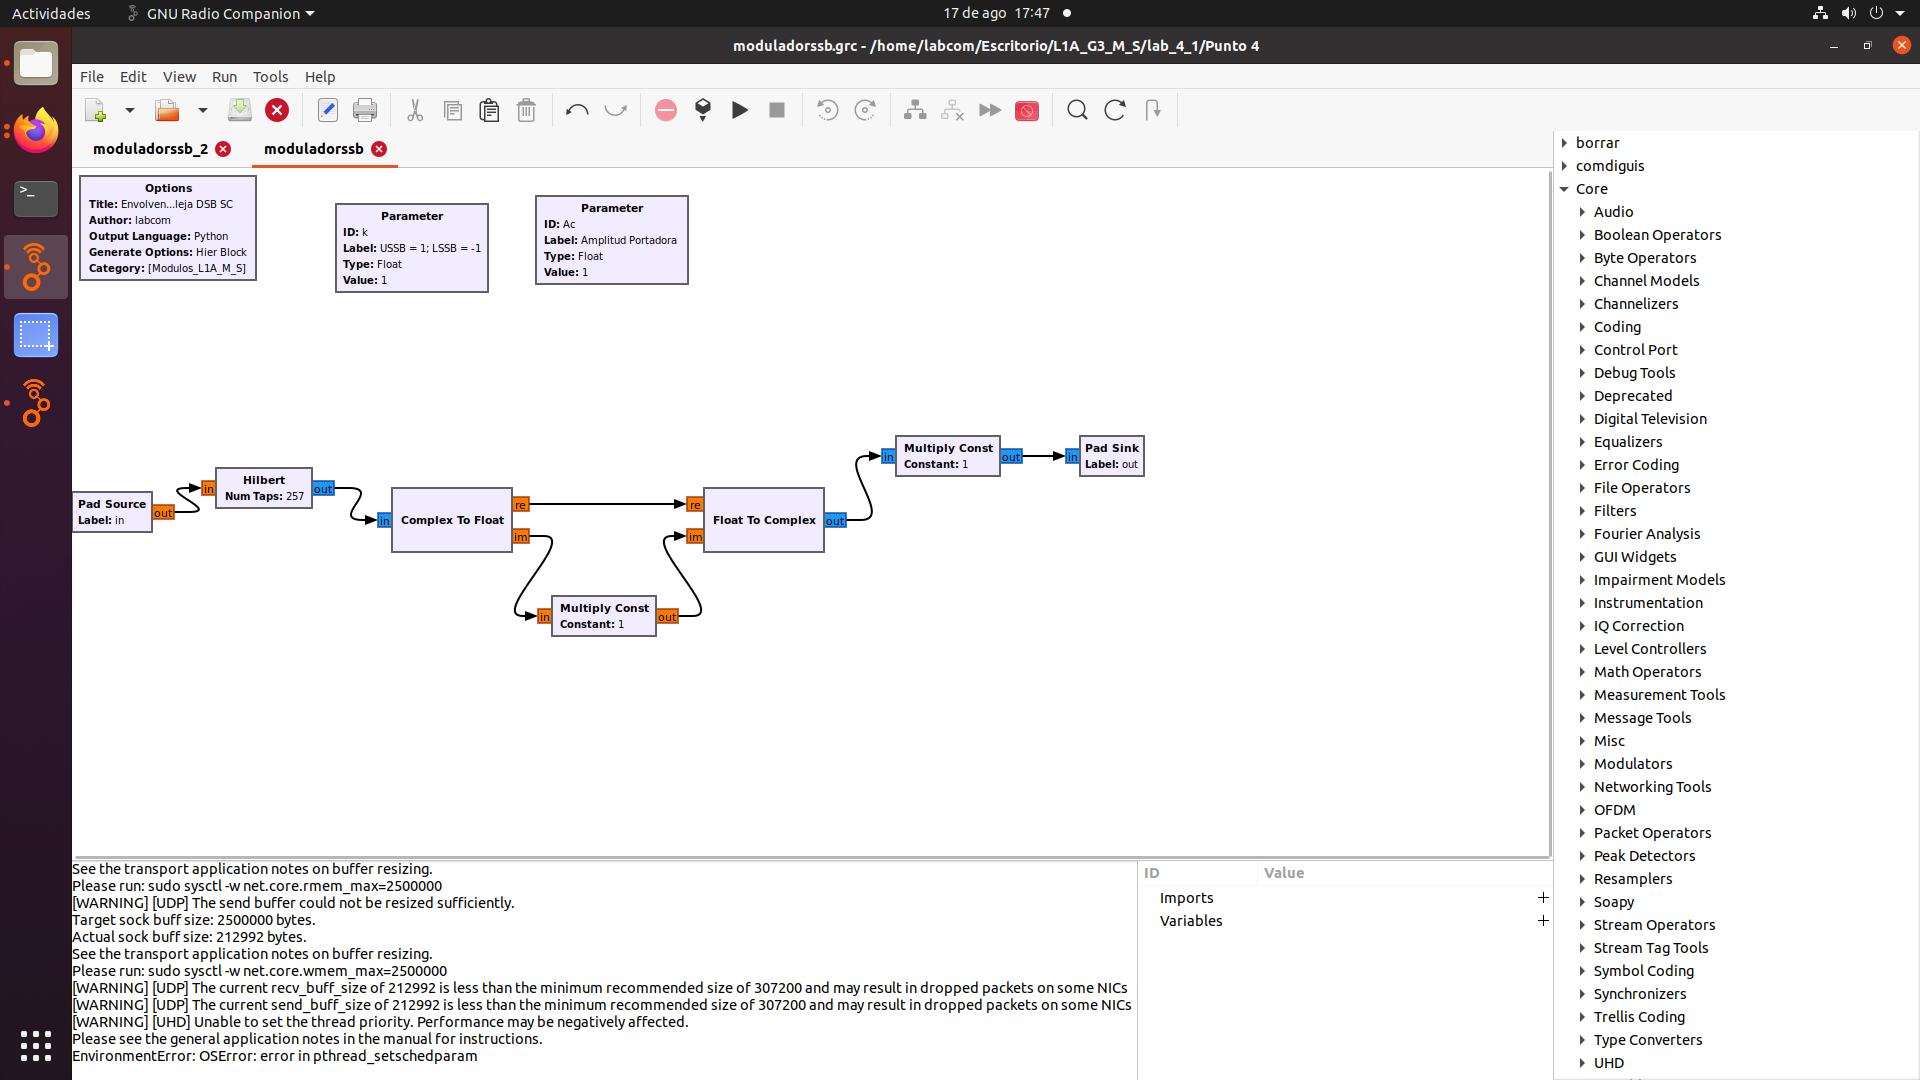 Actividades
GNU Radio Companion
17 de ago 17:47
moduladorssb.grc - /home/labcom/Escritorio/L1A_G3_M_S/lab_4_1/Punto 4
File Edit View Run Tools Help
moduladorssb_2
moduladorssb
Options
Title: Envolven...leja DSB SC
Author: labcom
Output Language: Python
Generate Options: Hier Block
Category: [Modulos_L1A_M_S]
Parameter
ID: k
Label: USSB = 1; LSSB = -1
Type: Float
Value: 1
Parameter
ID: Ac
Label: Amplitud Portadora
Type: Float
Value: 1
Pad Source
Label: in
out
in
Hilbert
Num Taps: 257
out
in
Complex To Float
re
im
in
Multiply Const
Constant: 1
out
re
im
Float To Complex
out
in
Multiply Const
Constant: 1
out
in
Pad Sink
Label: out
See the transport application notes on buffer resizing.
Please run: sudo sysctl -w net.core.rmem_max=2500000
[WARNING] [UDP] The send buffer could not be resized sufficiently.
Target sock buff size: 2500000 bytes.
Actual sock buff size: 212992 bytes.
See the transport application notes on buffer resizing.
Please run: sudo sysctl -w net.core.wmem_max=2500000
[WARNING] [UDP] The current recv_buff_size of 212992 is less than the minimum recommended size of 307200 and may result in dropped packets on some NICs
[WARNING] [UDP] The current send_buff_size of 212992 is less than the minimum recommended size of 307200 and may result in dropped packets on some NICs
[WARNING] [UHD] Unable to set the thread priority. Performance may be negatively affected.
Please see the general application notes in the manual for instructions.
EnvironmentError: OSError: error in pthread_setschedparam
ID Value
Imports
Variables
borrar
comdiguis
Core
Audio
Boolean Operators
Byte Operators
Channel Models
Channelizers
Coding
Control Port
Debug Tools
Deprecated
Digital Television
Equalizers
Error Coding
File Operators
Filters
Fourier Analysis
GUI Widgets
Impairment Models
Instrumentation
IQ Correction
Level Controllers
Math Operators
Measurement Tools
Message Tools
Misc
Modulators
Networking Tools
OFDM
Packet Operators
Peak Detectors
Resamplers
Soapy
Stream Operators
Stream Tag Tools
Symbol Coding
Synchronizers
Trellis Coding
Type Converters
UHD